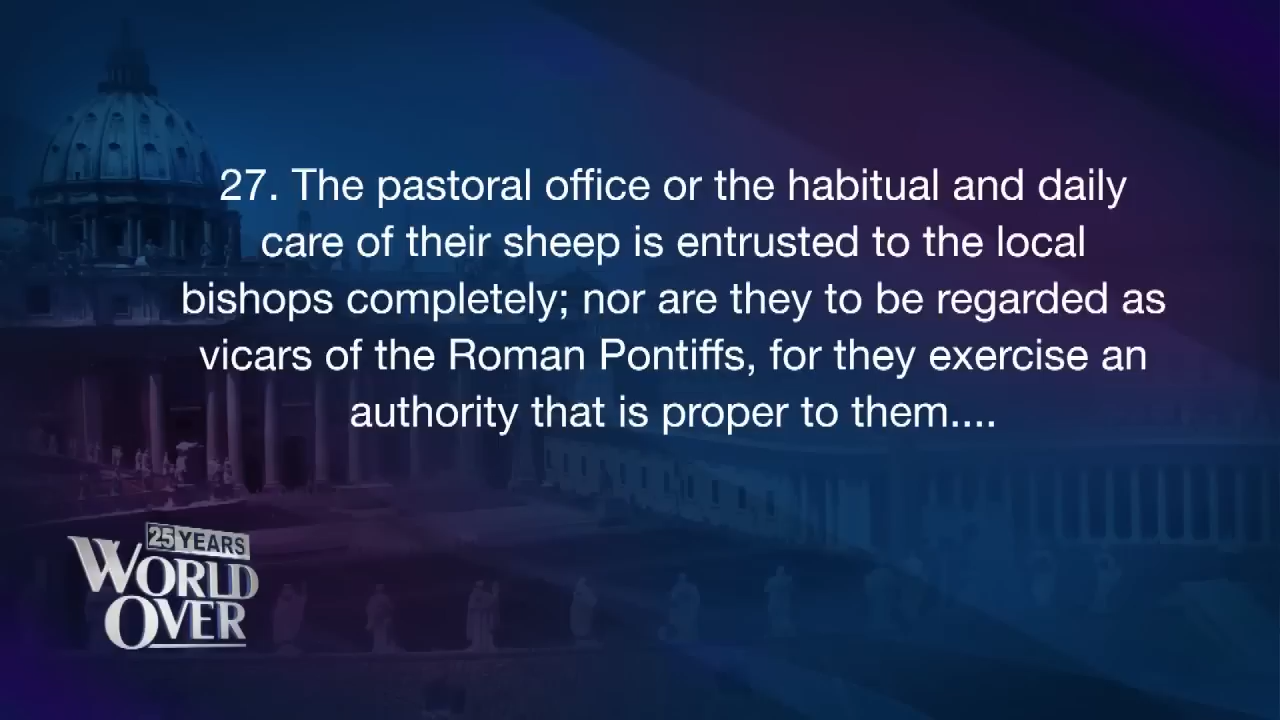 27. The pastoral office or the habitual and daily
care of their sheep is entrusted to the local
bishops completely; nor are they to be regarded as
vicars of the Roman Pontiffs, for they exercise an
authority that is proper to them....
25 YEARS
WORLD
OVER